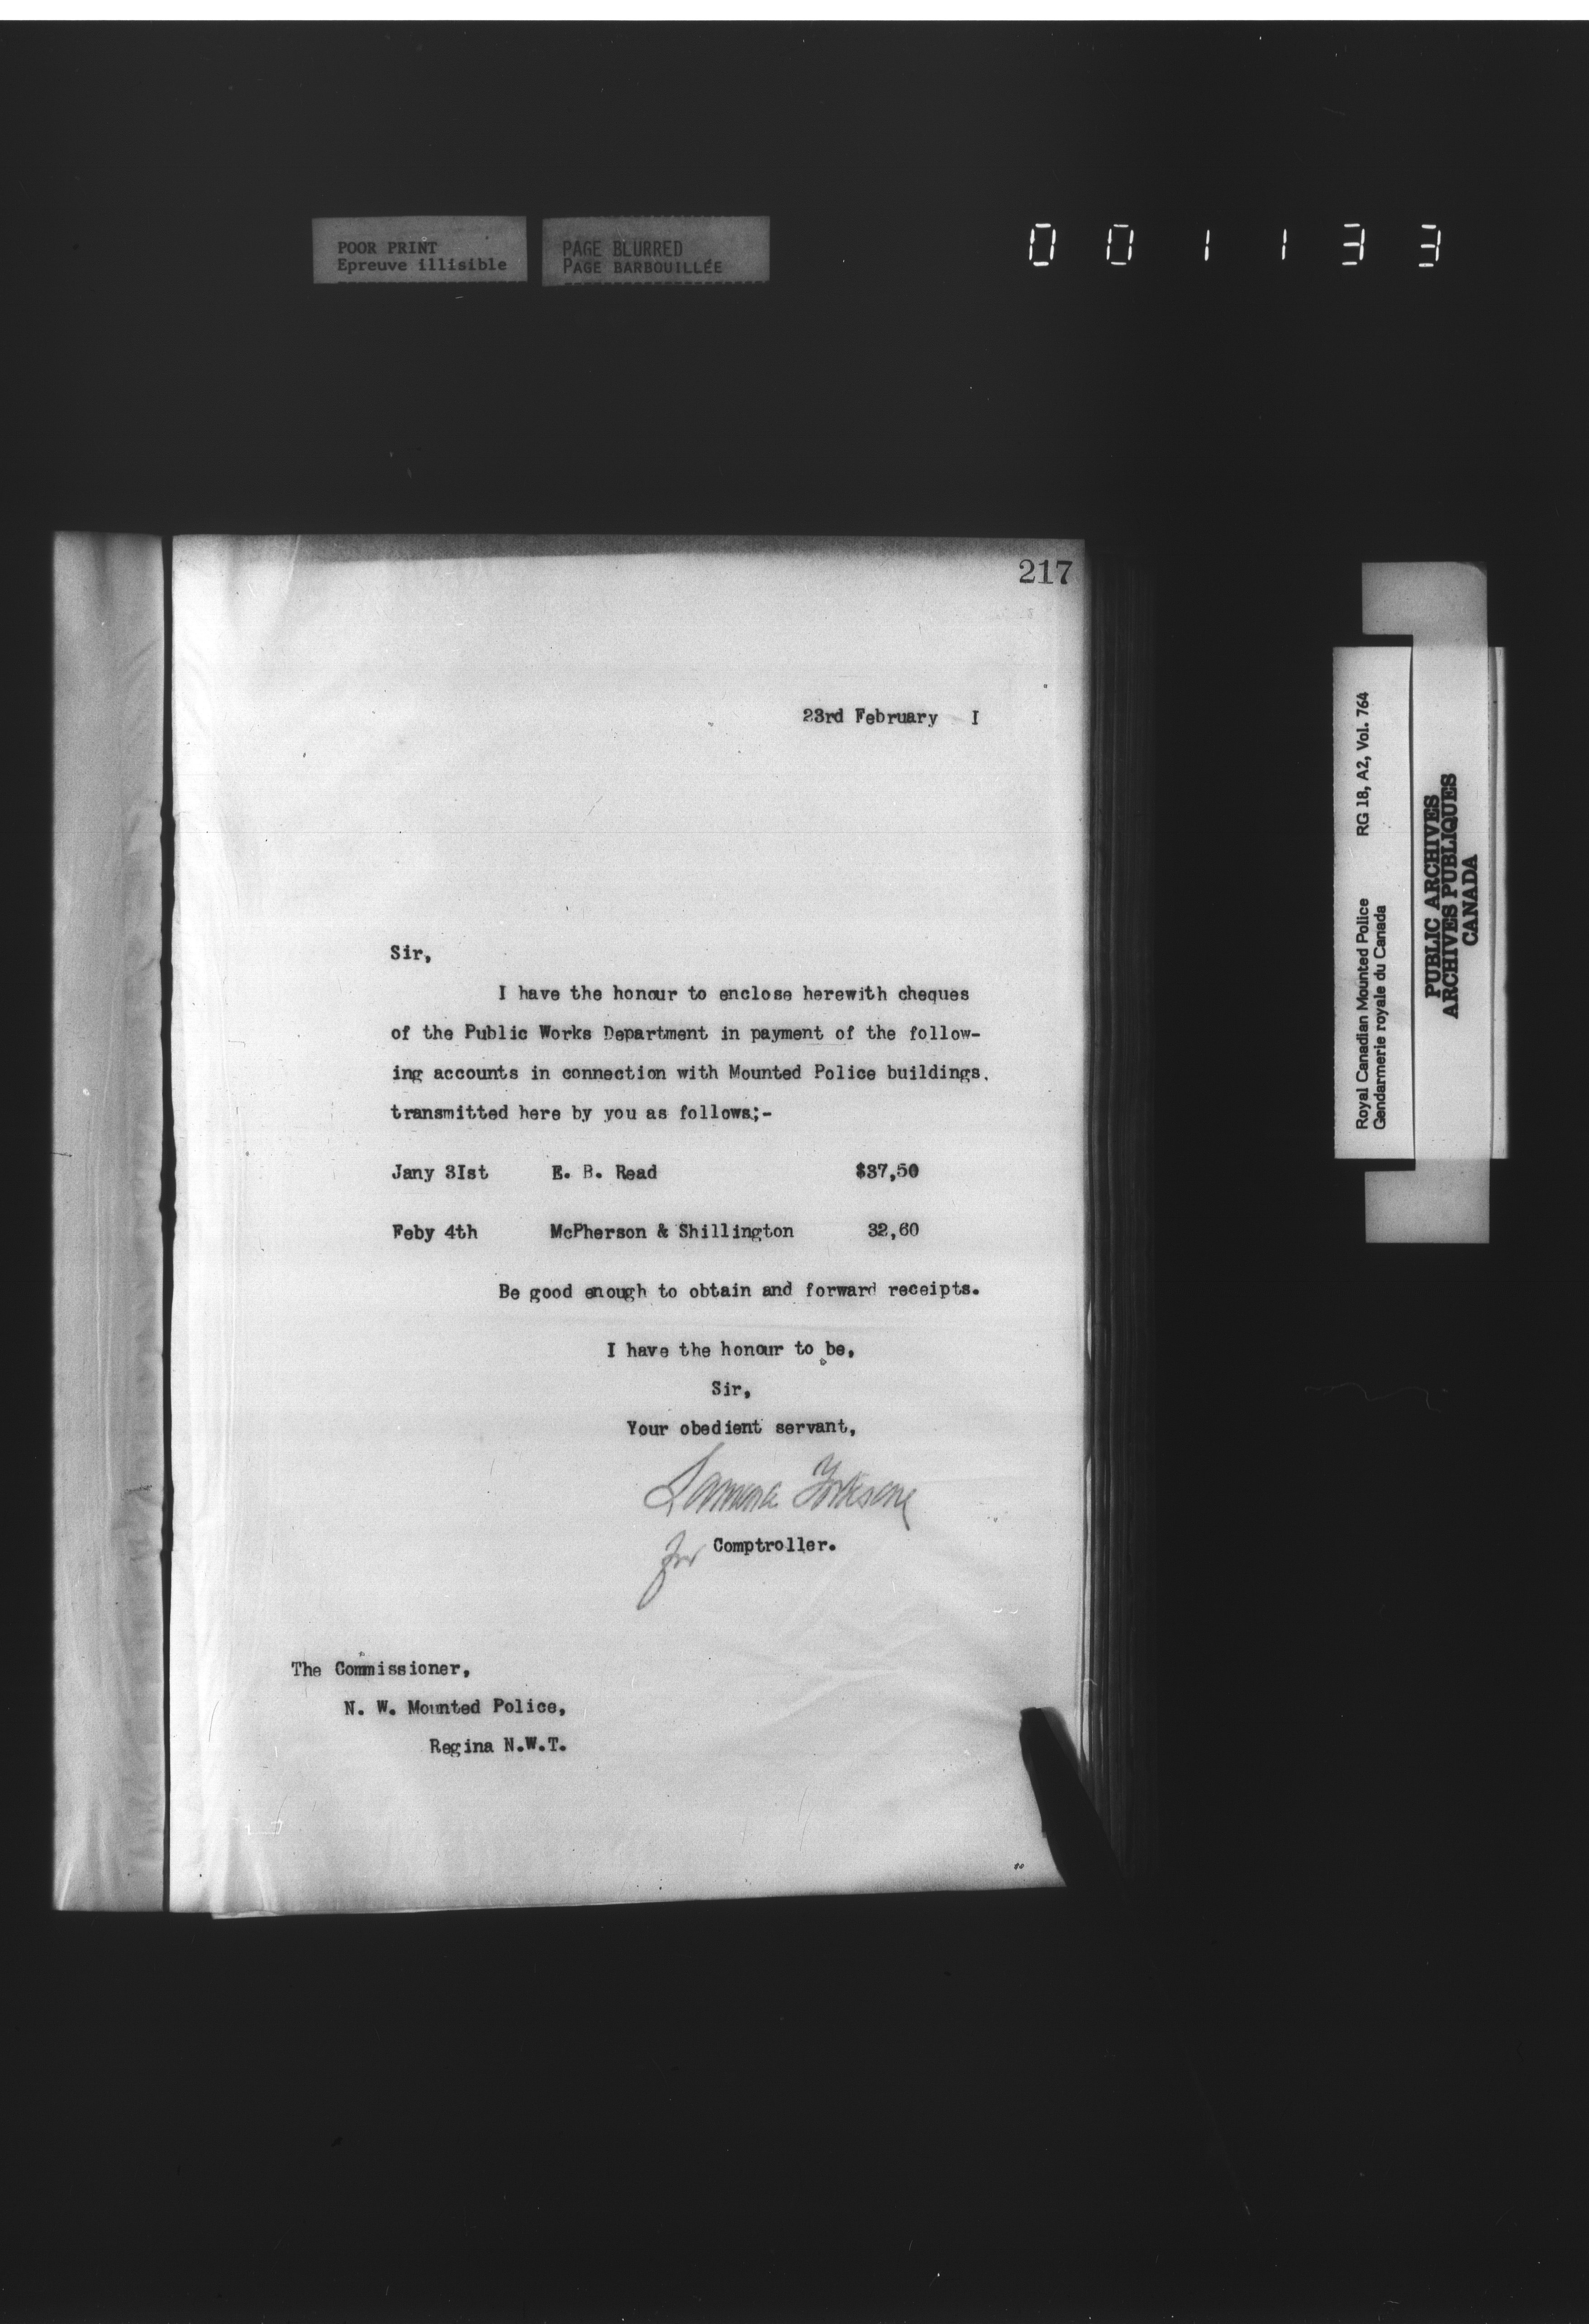 POOR PRINT
Epreuve illisible
PAGE BLURRED
PAGE BARBOUILLÉE
001133
217
23rd February I
Sir,
I have the honour to enclose herewith cheques
of the Public Works Department in payment of the follow-
ing accounts in connection with Mounted Police buildings.
transmitted here by you as follows;-
Jany 3Ist E. B. Read $37,50
Feby 4th McPherson & Shillington 32,60
Be good enough to obtain and forward receipts.
I have the honour to be,
Sir,
Your obedient servant,
for Comptroller.
The Commissioner,
N. W. Mounted Police,
Regina N.W.T.
Royal Canadian Mounted Police RG 18, A2, Vol. 764
Gendarmerie royale du Canada
PUBLIC ARCHIVES
ARCHIVES PUBLIQUES
CANADA